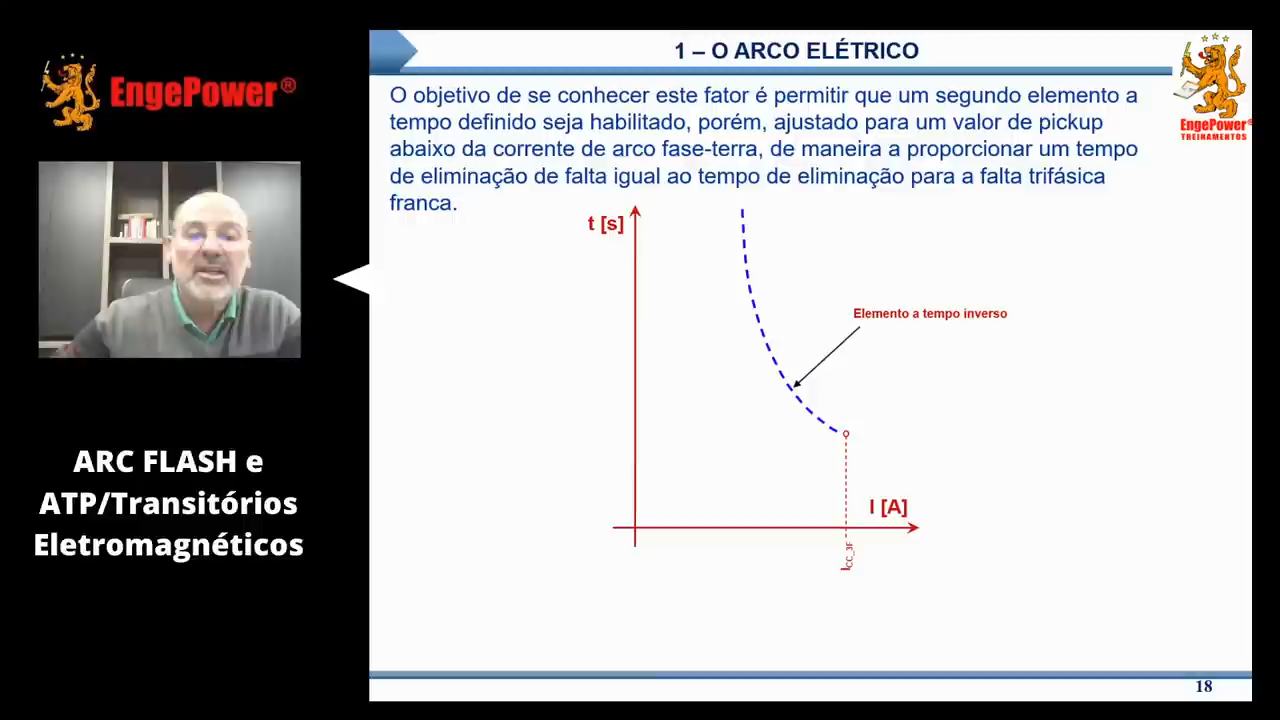 EngePower®
ARC FLASH e
ATP/Transitórios
Eletromagnéticos
1 – O ARCO ELÉTRICO
EngePower®
TREINAMENTOS
O objetivo de se conhecer este fator é permitir que um segundo elemento a
tempo definido seja habilitado, porém, ajustado para um valor de pickup
abaixo da corrente de arco fase-terra, de maneira a proporcionar um tempo
de eliminação de falta igual ao tempo de eliminação para a falta trifásica
franca.
t [s]
Elemento a tempo inverso
I [A]
ICC_3F
18